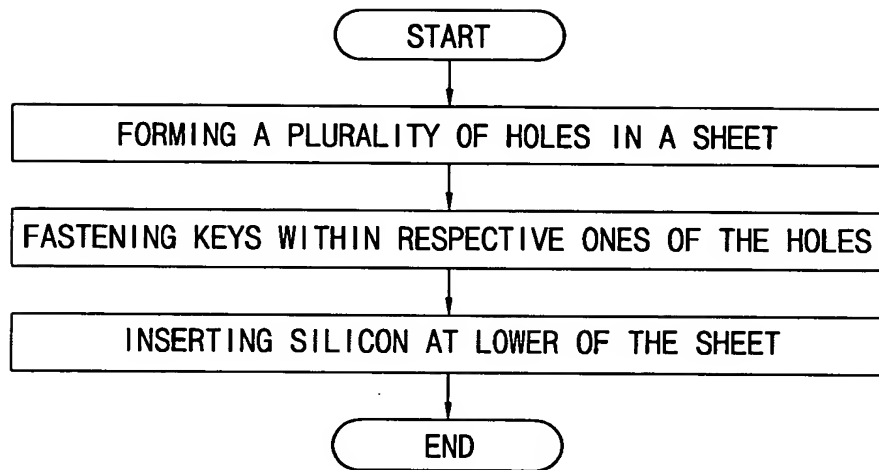 START
FORMING A PLURALITY OF HOLES IN A SHEET
FASTENING KEYS WITHIN RESPECTIVE ONES OF THE HOLES
INSERTING SILICON AT LOWER OF THE SHEET
END